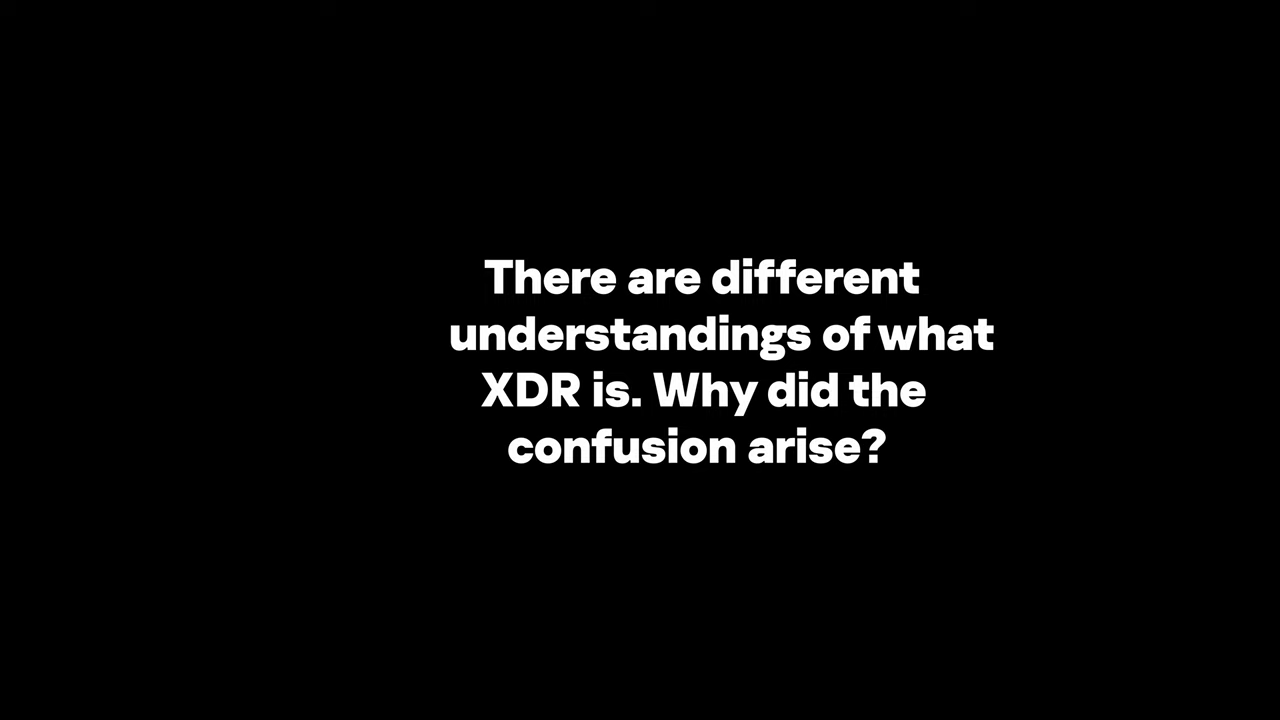 There are different
understandings of what
XDR is. Why did the
confusion arise?